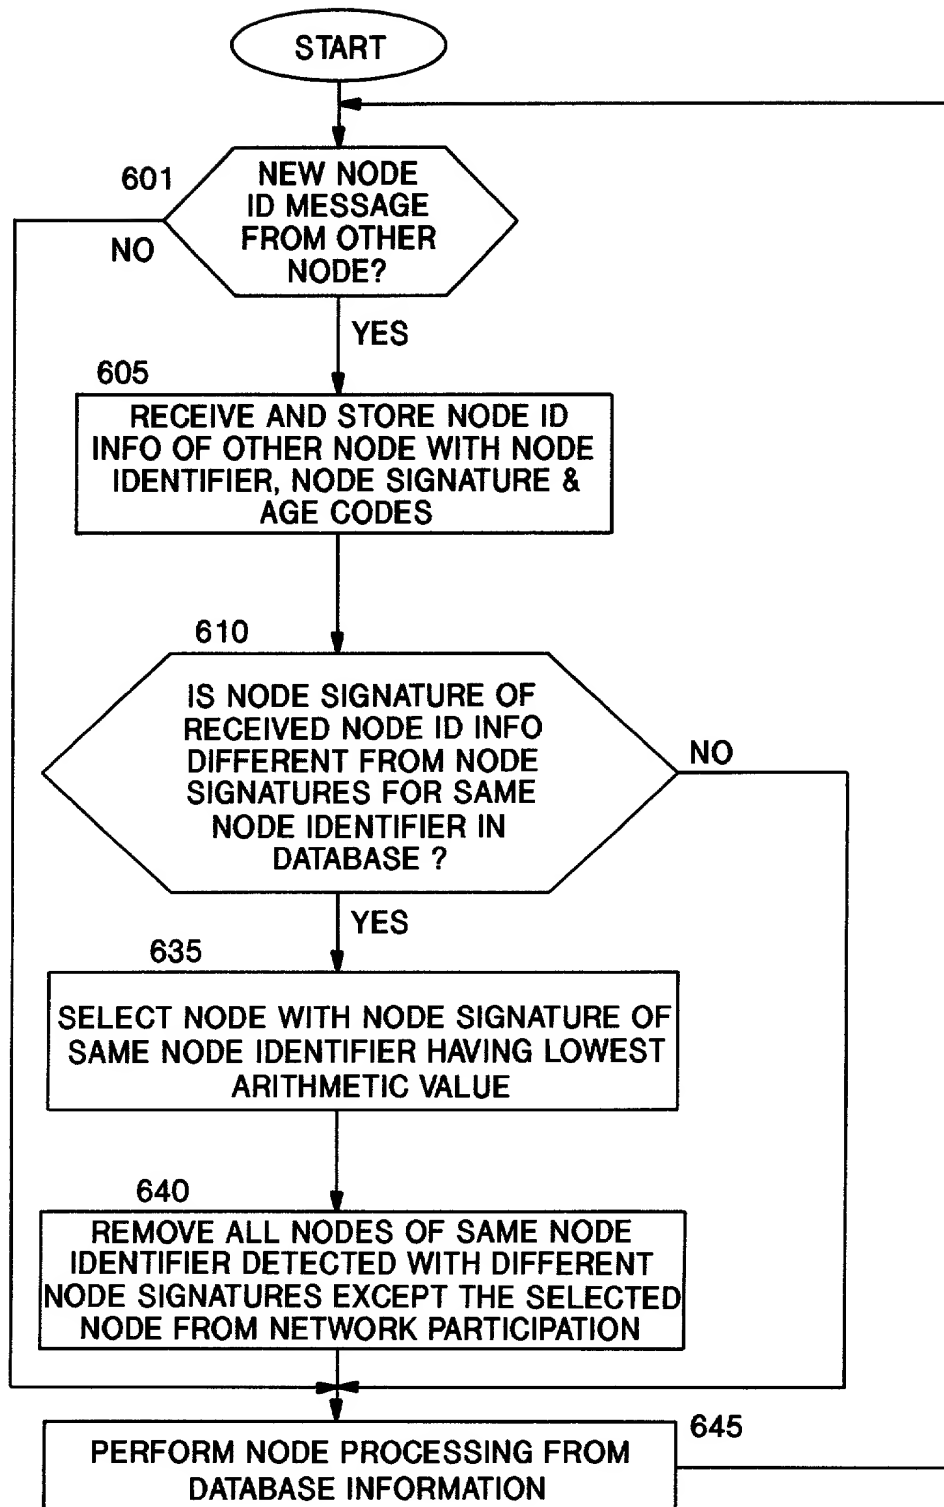 START
601
NEW NODE
ID MESSAGE
FROM OTHER
NODE?
NO
YES
605
RECEIVE AND STORE NODE ID
INFO OF OTHER NODE WITH NODE
IDENTIFIER, NODE SIGNATURE &
AGE CODES
610
IS NODE SIGNATURE OF
RECEIVED NODE ID INFO
DIFFERENT FROM NODE
SIGNATURES FOR SAME
NODE IDENTIFIER IN
DATABASE ?
NO
YES
635
SELECT NODE WITH NODE SIGNATURE OF
SAME NODE IDENTIFIER HAVING LOWEST
ARITHMETIC VALUE
640
REMOVE ALL NODES OF SAME NODE
IDENTIFIER DETECTED WITH DIFFERENT
NODE SIGNATURES EXCEPT THE SELECTED
NODE FROM NETWORK PARTICIPATION
645
PERFORM NODE PROCESSING FROM
DATABASE INFORMATION